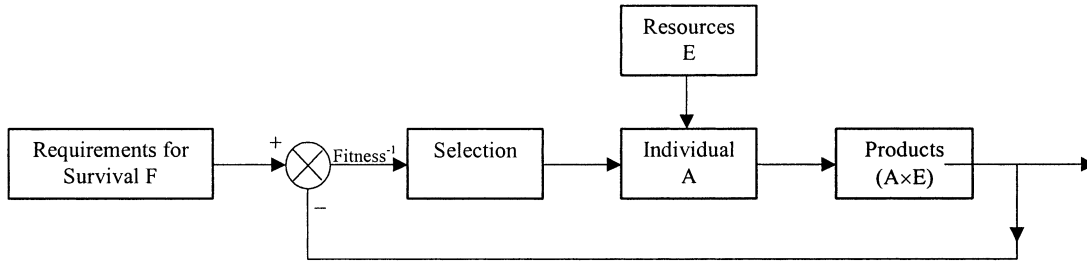 Resources
E
Requirements for
Survival F
+
−
Fitness⁻¹
Selection
Individual
A
Products
(A×E)